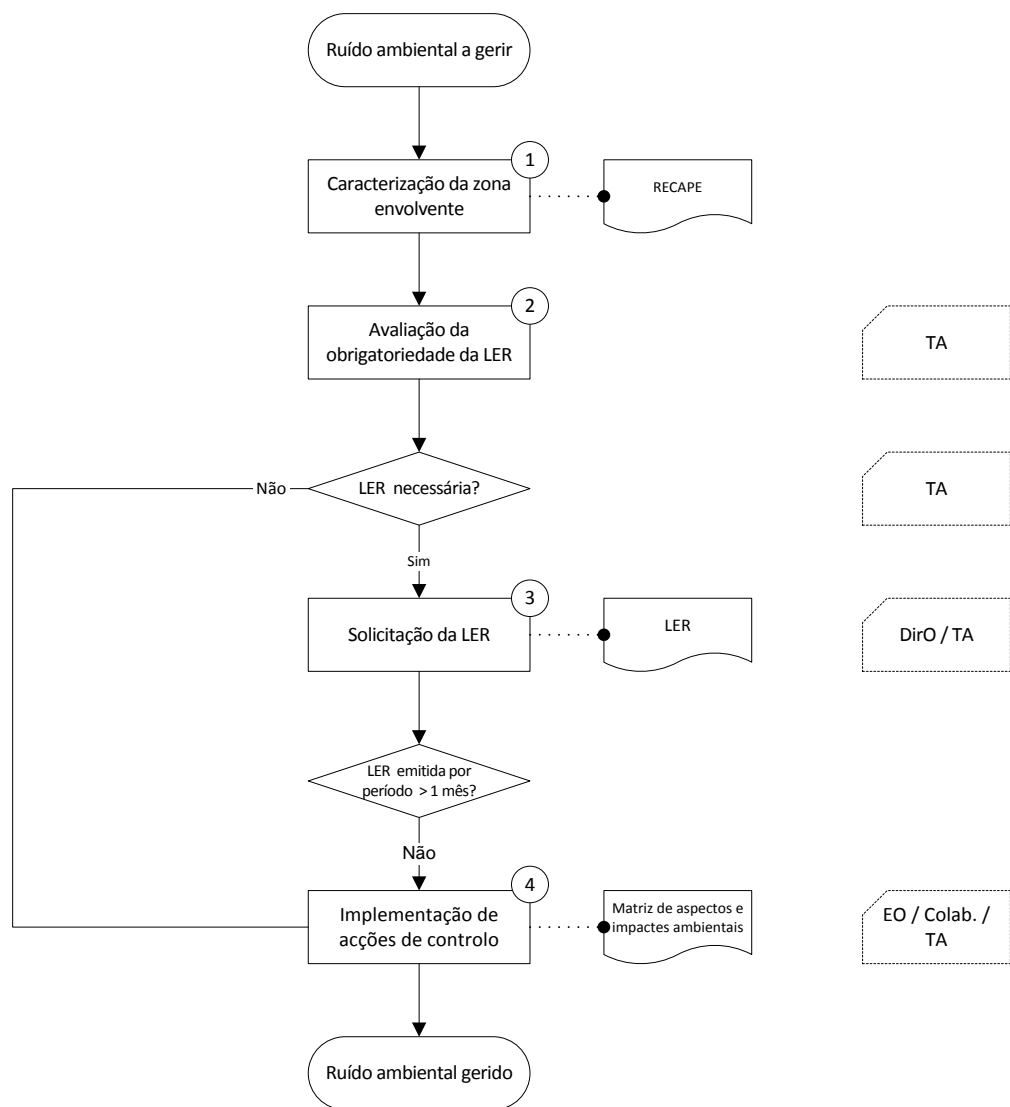 Ruído ambiental a gerir
1
Caracterização da zona
envolvente
RECAPE
2
Avaliação da
obrigatoriedade da LER
TA
Não
LER necessária?
TA
Sim
3
Solicitação da LER
LER
DirO / TA
LER emitida por
período > 1 mês?
Não
4
Implementação de
acções de controlo
Matriz de aspectos e
impactes ambientais
EO / Colab. /
TA
Ruído ambiental gerido